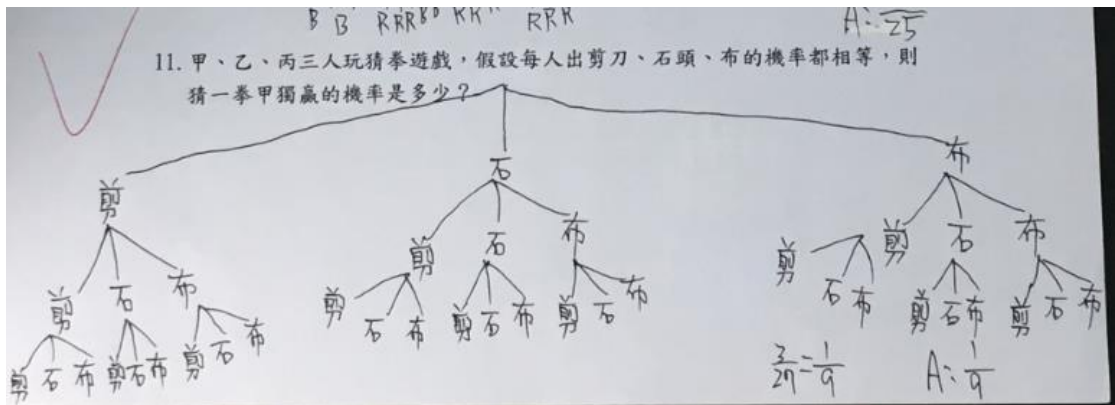 B B RRR BB RR RRR A: 25
11. 甲、乙、丙三人玩猜拳遊戲，假設每人出剪刀、石頭、布的機率都相等，則
猜一拳甲獨贏的機率是多少？
剪 石 布
剪 石 布 剪 石 布 剪 石 布
剪 石 布 剪 石 布 剪 石 布 剪 石 布 剪 石 布 剪 石 布 剪 石 布 剪 石 布 剪 石 布
3/27=1/9 A: 1/9